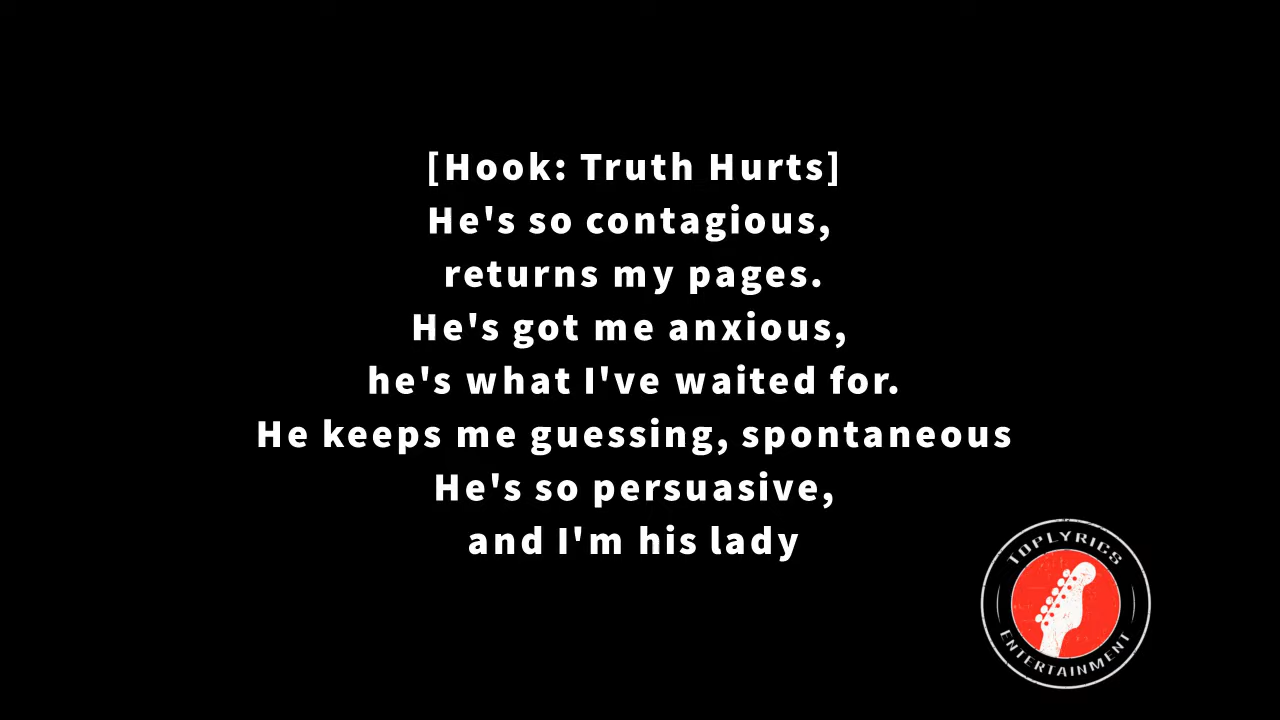 [Hook: Truth Hurts]
He's so contagious,
returns my pages.
He's got me anxious,
he's what I've waited for.
He keeps me guessing, spontaneous
He's so persuasive,
and I'm his lady
TOPLYRICS
ENTERTAINMENT